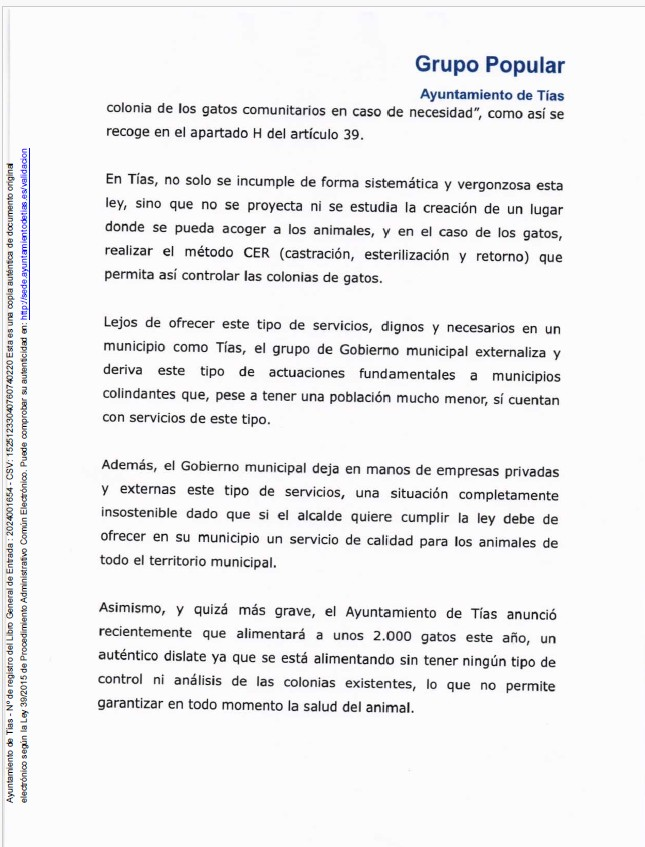 Grupo Popular
Ayuntamiento de Tías
colonia de los gatos comunitarios en caso de necesidad”, como así se
recoge en el apartado H del artículo 39.
En Tías, no solo se incumple de forma sistemática y vergonzosa esta
ley, sino que no se proyecta ni se estudia la creación de un lugar
donde se pueda acoger a los animales, y en el caso de los gatos,
realizar el método CER (castración, esterilización y retorno) que
permita así controlar las colonias de gatos.
Lejos de ofrecer este tipo de servicios, dignos y necesarios en un
municipio como Tías, el grupo de Gobierno municipal externaliza y
deriva este tipo de actuaciones fundamentales a municipios
colindantes que, pese a tener una población mucho menor, sí cuentan
con servicios de este tipo.
Además, el Gobierno municipal deja en manos de empresas privadas
y externas este tipo de servicios, una situación completamente
insostenible dado que si el alcalde quiere cumplir la ley debe de
ofrecer en su municipio un servicio de calidad para los animales de
todo el territorio municipal.
Asimismo, y quizá más grave, el Ayuntamiento de Tías anunció
recientemente que alimentará a unos 2.000 gatos este año, un
auténtico dislate ya que se está alimentando sin tener ningún tipo de
control ni análisis de las colonias existentes, lo que no permite
garantizar en todo momento la salud del animal.
Ayuntamiento de Tías - Nº de registro del Libro General de Entrada : 2024001654 - CSV: 15251233040760740220 Esta es una copia auténtica de documento original
electrónico según la Ley 39/2015 de Procedimiento Administrativo Común Electrónico. Puede comprobar su autenticidad en: http://sede.ayuntamientodetias.es/validacion